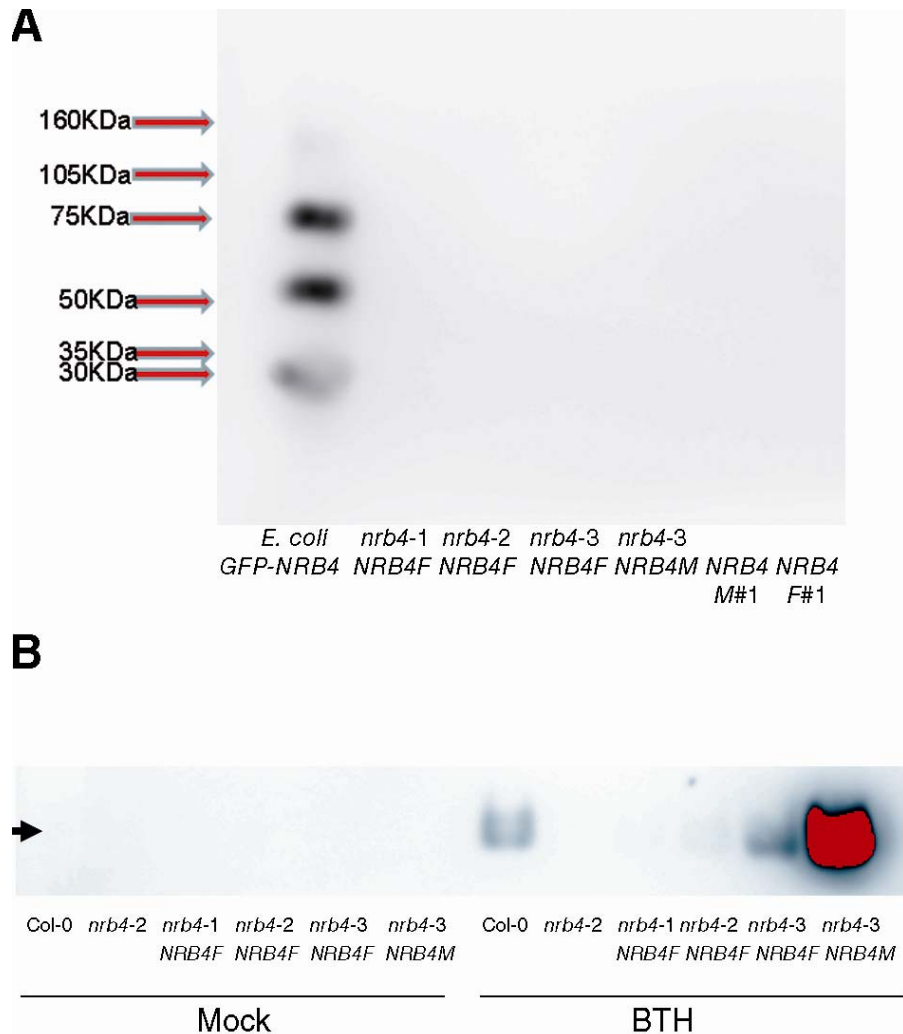 A
160KDa
105KDa
75KDa
50KDa
35KDa
30KDa
E. coli nrb4-1 nrb4-2 nrb4-3 nrb4-3
GFP-NRB4 NRB4F NRB4F NRB4F NRB4M NRB4 NRB4
M#1 F#1
B
Col-0 nrb4-2 nrb4-1 nrb4-2 nrb4-3 nrb4-3 Col-0 nrb4-2 nrb4-1 nrb4-2 nrb4-3 nrb4-3
NRB4F NRB4F NRB4F NRB4M NRB4F NRB4F NRB4F NRB4M
Mock BTH